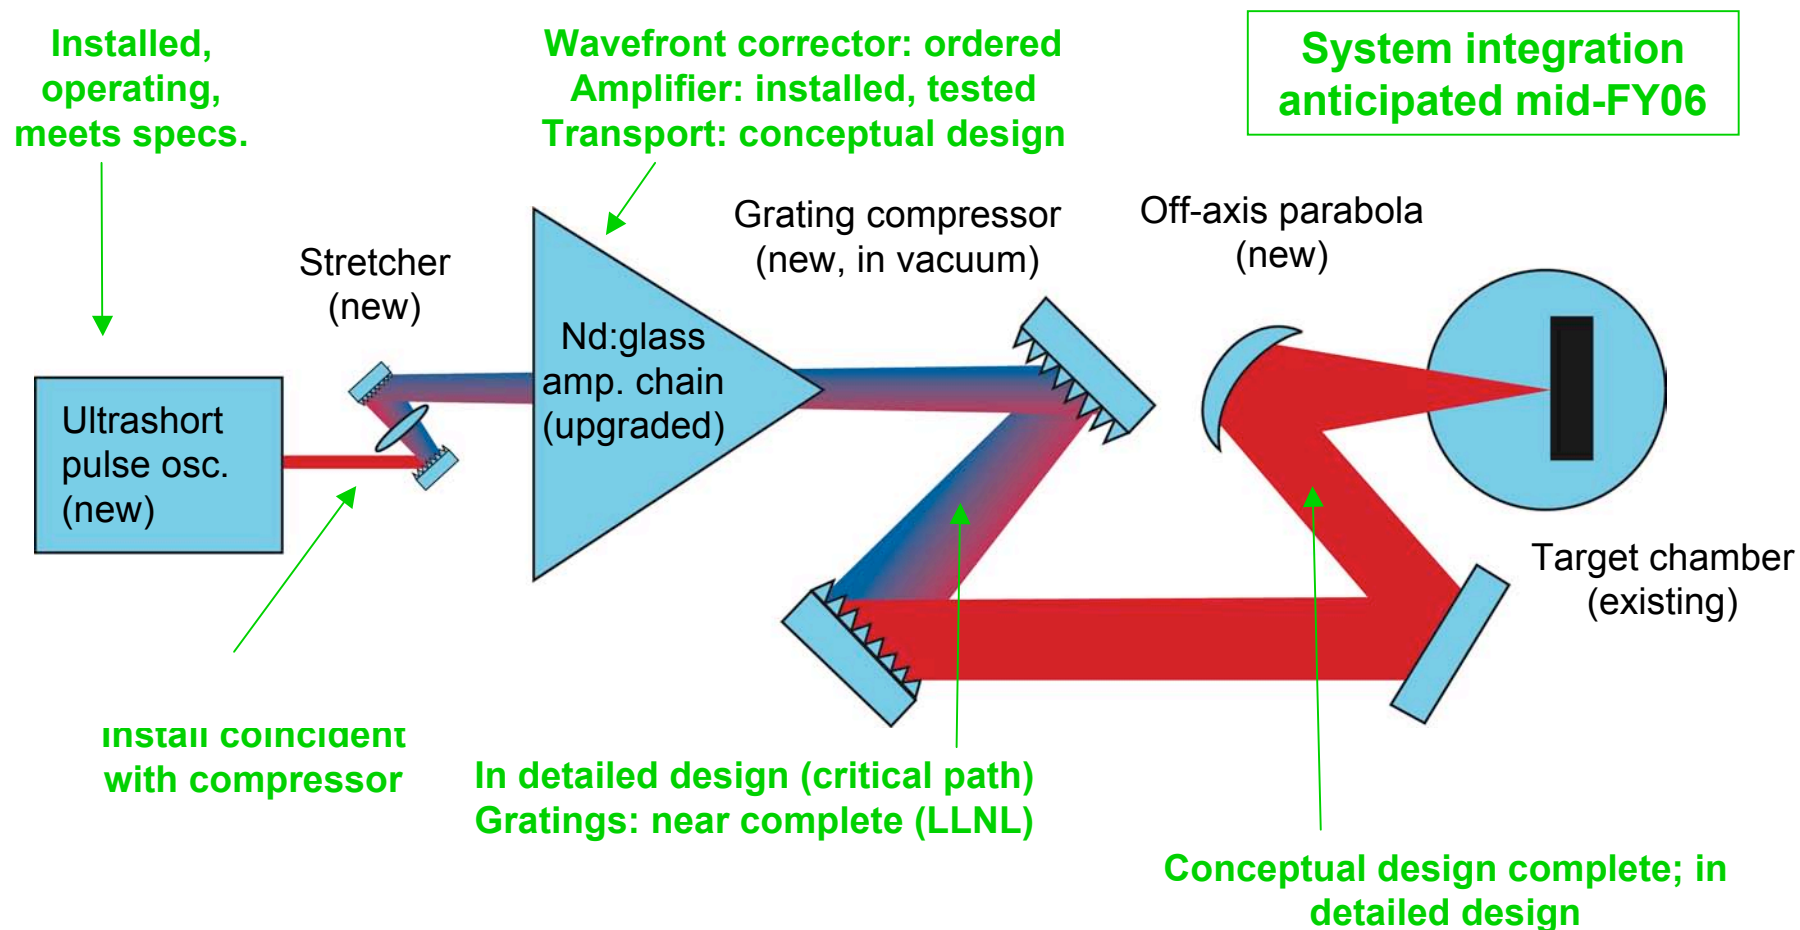 Installed,
operating,
meets specs.
Wavefront corrector: ordered
Amplifier: installed, tested
Transport: conceptual design
System integration
anticipated mid-FY06
Stretcher
(new)
Grating compressor
(new, in vacuum)
Off-axis parabola
(new)
Ultrashort
pulse osc.
(new)
Nd:glass
amp. chain
(upgraded)
Target chamber
(existing)
Install coincident
with compressor
In detailed design (critical path)
Gratings: near complete (LLNL)
Conceptual design complete; in
detailed design